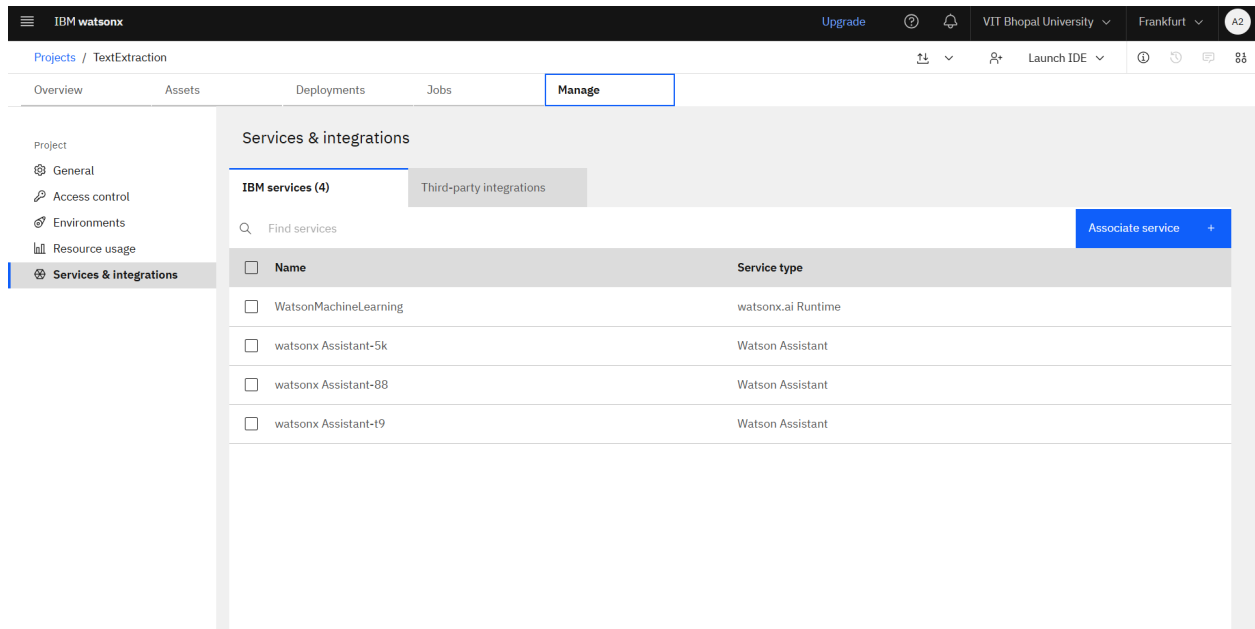 IBM watsonx Upgrade VIT Bhopal University Frankfurt A2
Projects / TextExtraction Launch IDE
Overview Assets Deployments Jobs Manage
Project
General
Access control
Environments
Resource usage
Services & integrations
Services & integrations
IBM services (4) Third-party integrations
Find services Associate service +
Name Service type
WatsonMachineLearning watsonx.ai Runtime
watsonx Assistant-5k Watson Assistant
watsonx Assistant-88 Watson Assistant
watsonx Assistant-t9 Watson Assistant